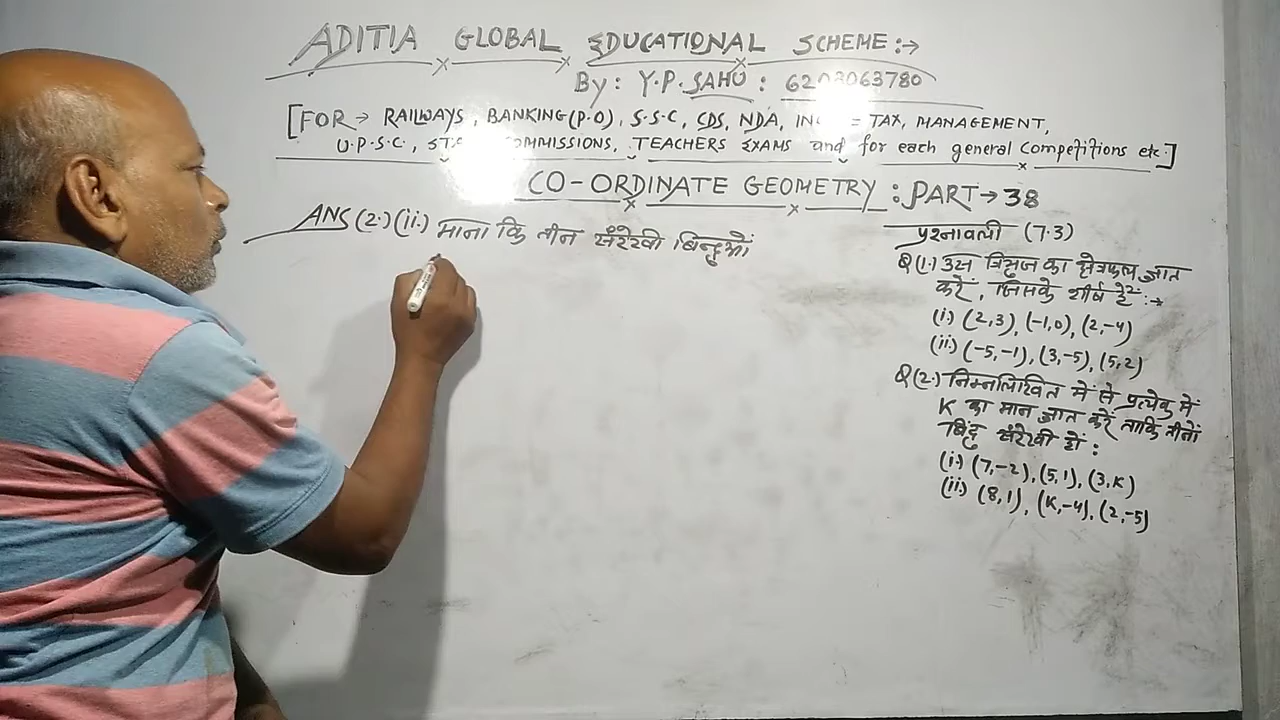 ADITIA GLOBAL EDUCATIONAL SCHEME:→
By: Y.P. SAHU: 6203063780
[FOR → RAILWAYS, BANKING(P.O), S.S.C, CDS, NDA, TAX, MANAGEMENT,
U.P.S.C, COMMISSIONS, TEACHERS EXAMS and for each general competitions etc.]
CO-ORDINATE GEOMETRY: PART → 38
ANS (2.) (ii.) माना कि तीन संरेखी बिन्दुओं
प्रश्नावली (7.3)
Q(1.) उस त्रिभुज का क्षेत्रफल ज्ञात
करें, जिसके शीर्ष हैं:→
(i.) (2,3), (-1,0), (2,-4)
(ii.) (-5,-1), (3,-5), (5,2)
Q(2.) निम्नलिखित में से प्रत्येक में
K का मान ज्ञात करें ताकि तीनों
बिंदु संरेखी हों:
(i.) (7,-2), (5,1), (3,K)
(ii) (8,1), (K,-4), (2,-5)